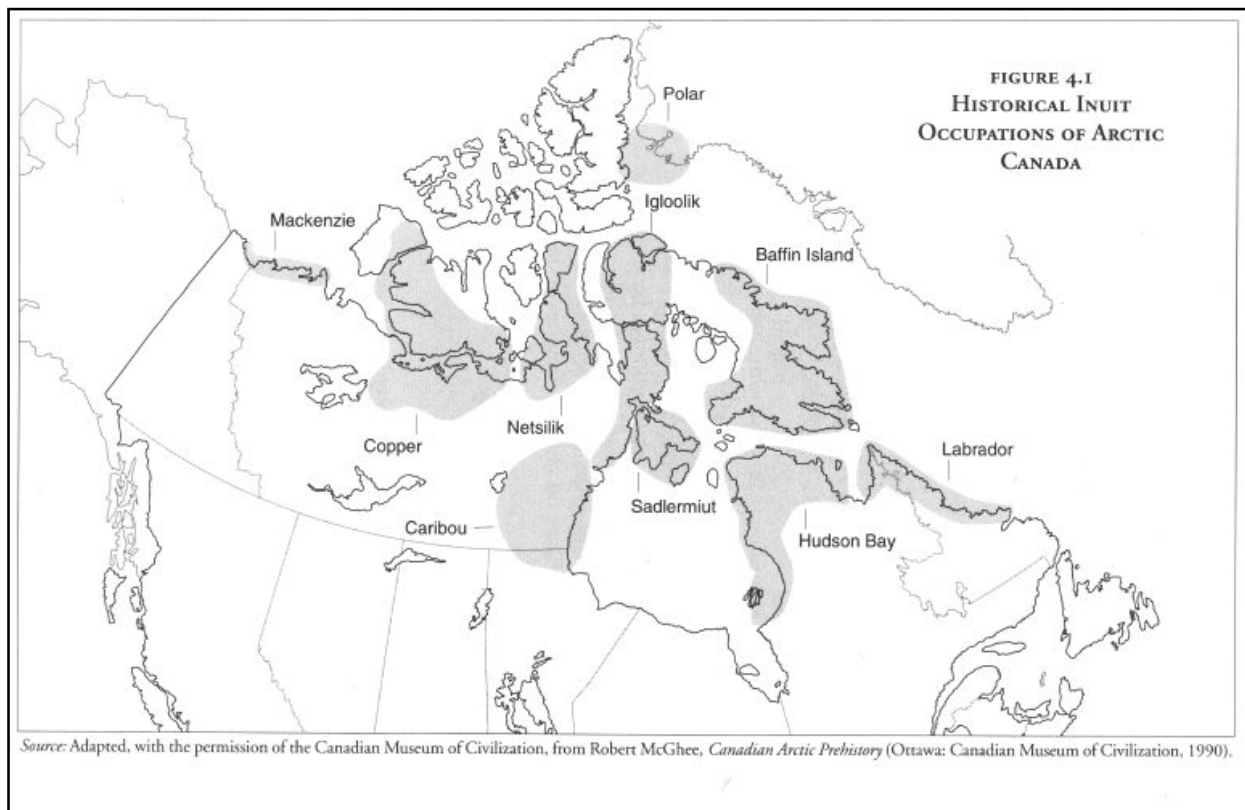 FIGURE 4.1
HISTORICAL INUIT
OCCUPATIONS OF ARCTIC
CANADA
Polar
Igloolik
Mackenzie
Baffin Island
Copper
Netsilik
Labrador
Sadlermiut
Caribou
Hudson Bay
Source: Adapted, with the permission of the Canadian Museum of Civilization, from Robert McGhee, Canadian Arctic Prehistory (Ottawa: Canadian Museum of Civilization, 1990).